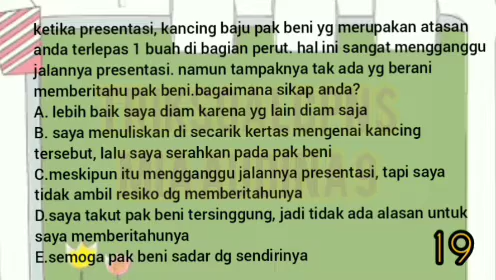 ketika presentasi, kancing baju pak beni yg merupakan atasan
anda terlepas 1 buah di bagian perut. hal ini sangat mengganggu
jalannya presentasi. namun tampaknya tak ada yg berani
memberitahu pak beni.bagaimana sikap anda?
A. lebih baik saya diam karena yg lain diam saja
B. saya menuliskan di secarik kertas mengenai kancing
tersebut, lalu saya serahkan pada pak beni
C.meskipun itu mengganggu jalannya presentasi, tapi saya
tidak ambil resiko dg memberitahunya
D.saya takut pak beni tersinggung, jadi tidak ada alasan untuk
saya memberitahunya
E.semoga pak beni sadar dg sendirinya
19